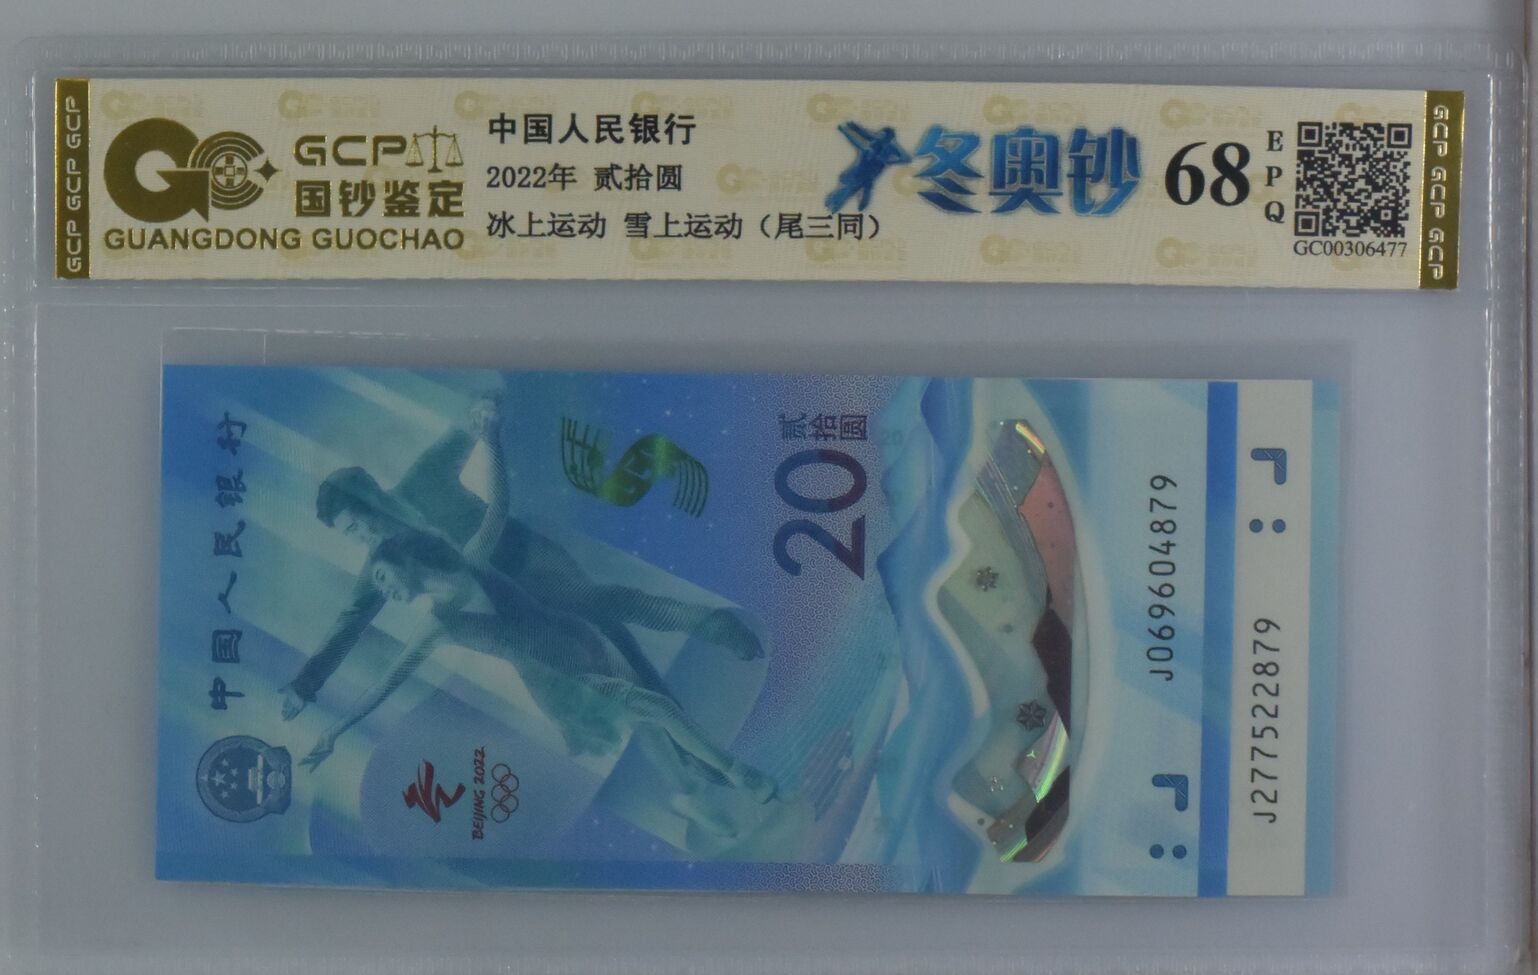 GCP GCP GCP
GCP
国钞鉴定
GUANGDONG GUOCHAO
中国人民银行
2022年 贰拾圆
冰上运动 雪上运动（尾三同）
冬奥钞
68
EPQ
GC00306477
GCP GCP GCP
中国人民银行
BEIJING 2022
贰拾圆
20
J069604879
J277522879